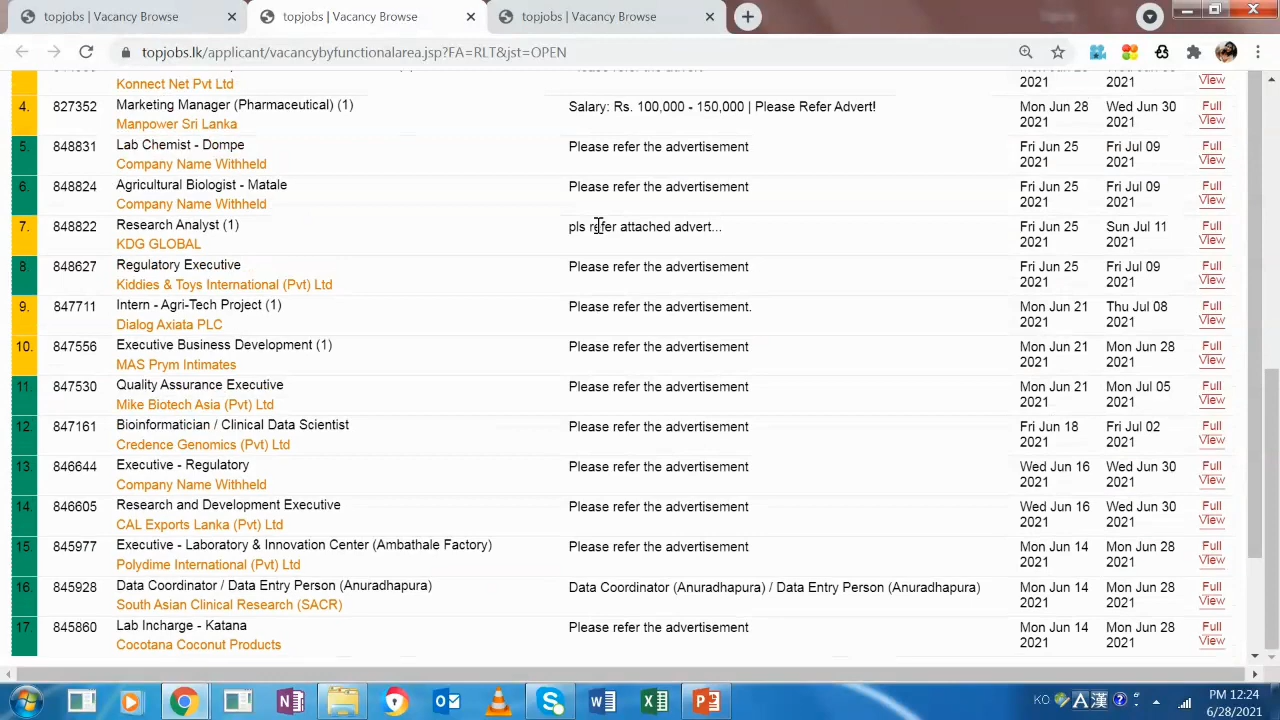 topjobs | Vacancy Browse
topjobs | Vacancy Browse
Vacancy Browse
topjobs.lk/applicant/vacancybyfunctionalarea.jsp?FA=RLT&jst=OPEN
Konnect Net Pvt Ltd
2021 2021 View
4. 827352 Marketing Manager (Pharmaceutical) (1) Salary: Rs. 100,000 - 150,000 | Please Refer Advert! Mon Jun 28 Wed Jun 30 Full
Manpower Sri Lanka 2021 2021 View
5. 848831 Lab Chemist - Dompe Please refer the advertisement Fri Jun 25 Fri Jul 09 Full
Company Name Withheld 2021 2021 View
6. 848824 Agricultural Biologist - Matale Please refer the advertisement Fri Jun 25 Fri Jul 09 Full
Company Name Withheld 2021 2021 View
7. 848822 Research Analyst (1) pls refer attached advert... Fri Jun 25 Sun Jul 11 Full
KDG GLOBAL 2021 2021 View
8. 848627 Regulatory Executive Please refer the advertisement Fri Jun 25 Fri Jul 09 Full
Kiddies & Toys International (Pvt) Ltd 2021 2021 View
9. 847711 Intern - Agri-Tech Project (1) Please refer the advertisement. Mon Jun 21 Thu Jul 08 Full
Dialog Axiata PLC 2021 2021 View
10. 847556 Executive Business Development (1) Please refer the advertisement Mon Jun 21 Mon Jun 28 Full
MAS Prym Intimates 2021 2021 View
11. 847530 Quality Assurance Executive Please refer the advertisement Mon Jun 21 Mon Jul 05 Full
Mike Biotech Asia (Pvt) Ltd 2021 2021 View
12. 847161 Bioinformatician / Clinical Data Scientist Please refer the advertisement Fri Jun 18 Fri Jul 02 Full
Credence Genomics (Pvt) Ltd 2021 2021 View
13. 846644 Executive - Regulatory Please refer the advertisement Wed Jun 16 Wed Jun 30 Full
Company Name Withheld 2021 2021 View
14. 846605 Research and Development Executive Please refer the advertisement Wed Jun 16 Wed Jun 30 Full
CAL Exports Lanka (Pvt) Ltd 2021 2021 View
15. 845977 Executive - Laboratory & Innovation Center (Ambathale Factory) Please refer the advertisement Mon Jun 14 Mon Jun 28 Full
Polydime International (Pvt) Ltd 2021 2021 View
16. 845928 Data Coordinator / Data Entry Person (Anuradhapura) Data Coordinator (Anuradhapura) / Data Entry Person (Anuradhapura) Mon Jun 14 Mon Jun 28 Full
South Asian Clinical Research (SACR) 2021 2021 View
17. 845860 Lab Incharge - Katana Please refer the advertisement Mon Jun 14 Mon Jun 28 Full
Cocotana Coconut Products 2021 2021 View
KO A 漢 PM 12:24
6/28/2021